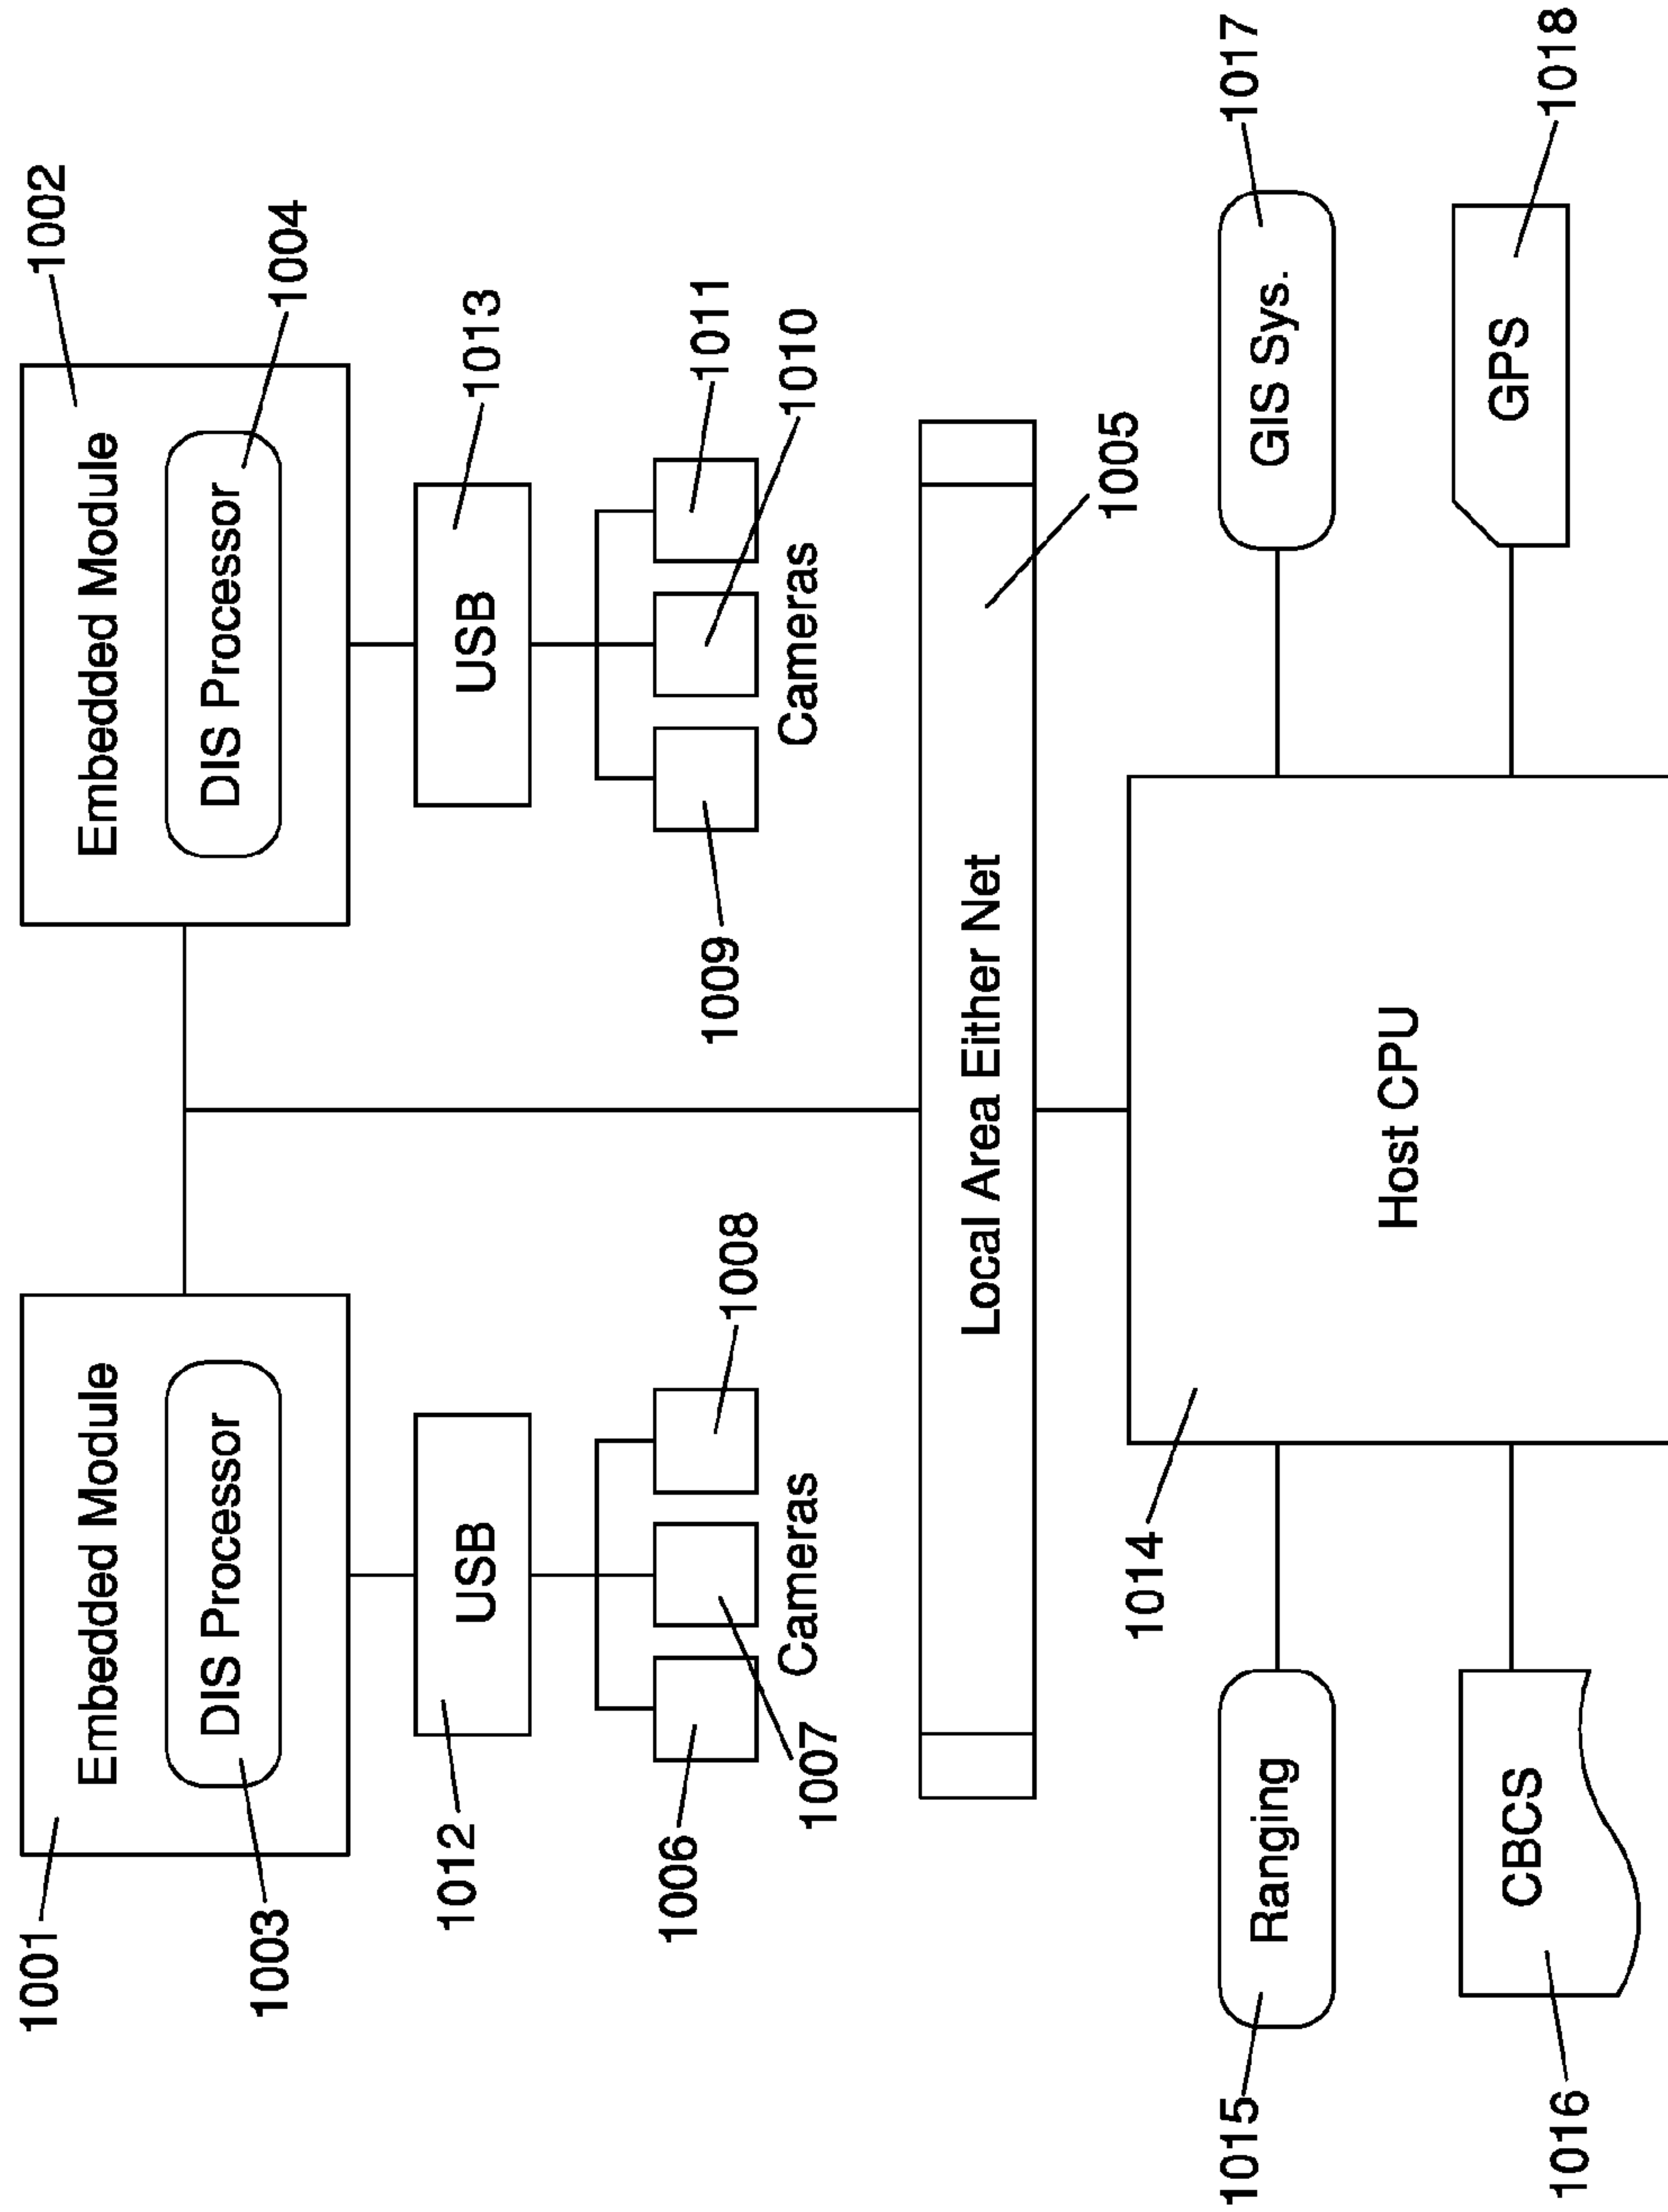 1001
Embedded Module
1002
Embedded Module
1003
DIS Processor
DIS Processor
1004
1012
USB
USB
1013
1006
1007
1008
Cameras
1009
1010
1011
Cameras
Local Area Either Net
1005
1014
Host CPU
1015
Ranging
GIS Sys.
1017
1016
CBCS
GPS
1018